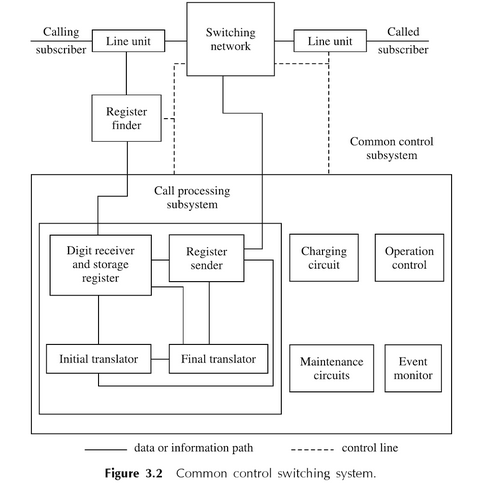 Calling
subscriber
Line unit
Switching
network
Line unit
Called
subscriber
Register
finder
Common control
subsystem
Call processing
subsystem
Digit receiver
and storage
register
Register
sender
Charging
circuit
Operation
control
Initial translator
Final translator
Maintenance
circuits
Event
monitor
data or information path
control line
Figure 3.2 Common control switching system.